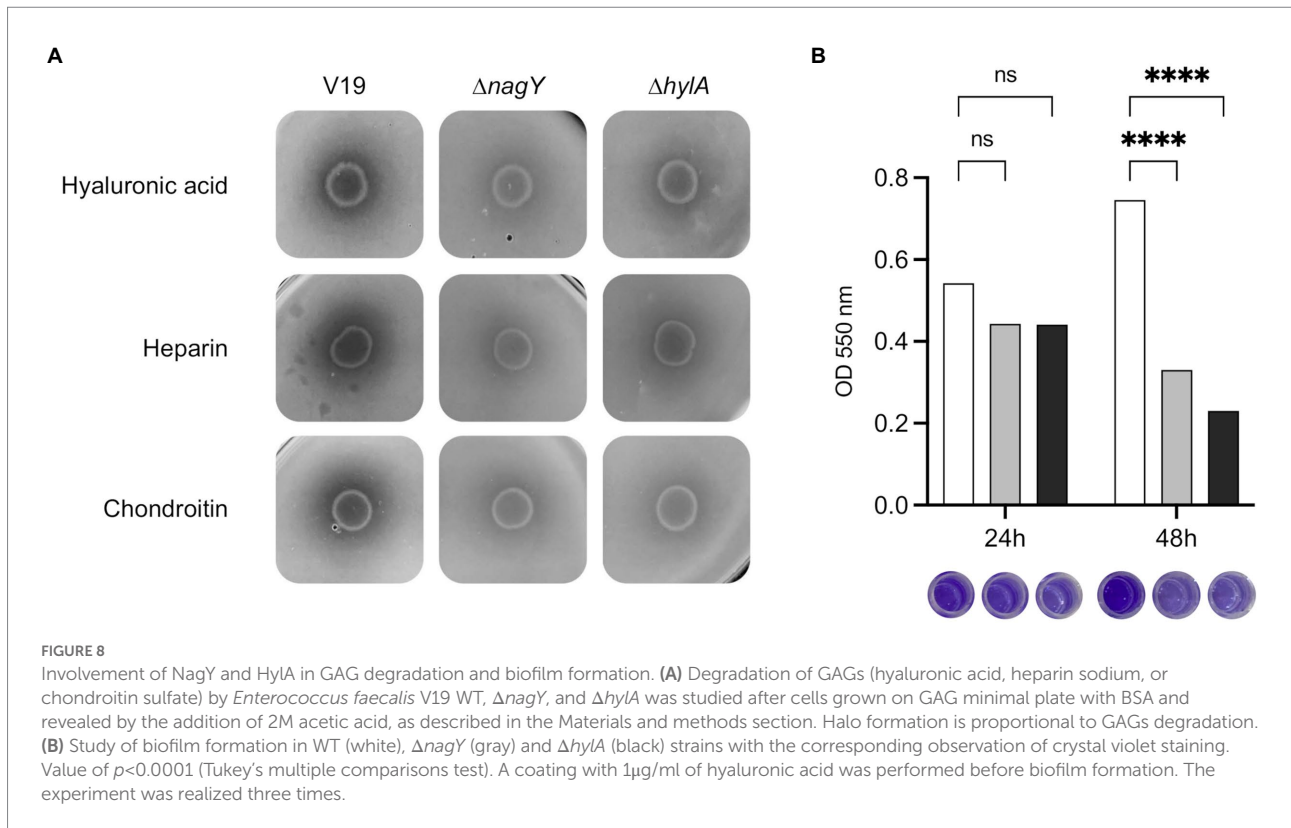 A
V19 ΔnagY ΔhylA
Hyaluronic acid
Heparin
Chondroitin
B
ns ****
ns ****
0.8
0.6
0.4
0.2
0.0
OD 550 nm
24h 48h
FIGURE 8
Involvement of NagY and HylA in GAG degradation and biofilm formation. (A) Degradation of GAGs (hyaluronic acid, heparin sodium, or
chondroitin sulfate) by Enterococcus faecalis V19 WT, ΔnagY, and ΔhylA was studied after cells grown on GAG minimal plate with BSA and
revealed by the addition of 2M acetic acid, as described in the Materials and methods section. Halo formation is proportional to GAGs degradation.
(B) Study of biofilm formation in WT (white), ΔnagY (gray) and ΔhylA (black) strains with the corresponding observation of crystal violet staining.
Value of p<0.0001 (Tukey's multiple comparisons test). A coating with 1μg/ml of hyaluronic acid was performed before biofilm formation. The
experiment was realized three times.